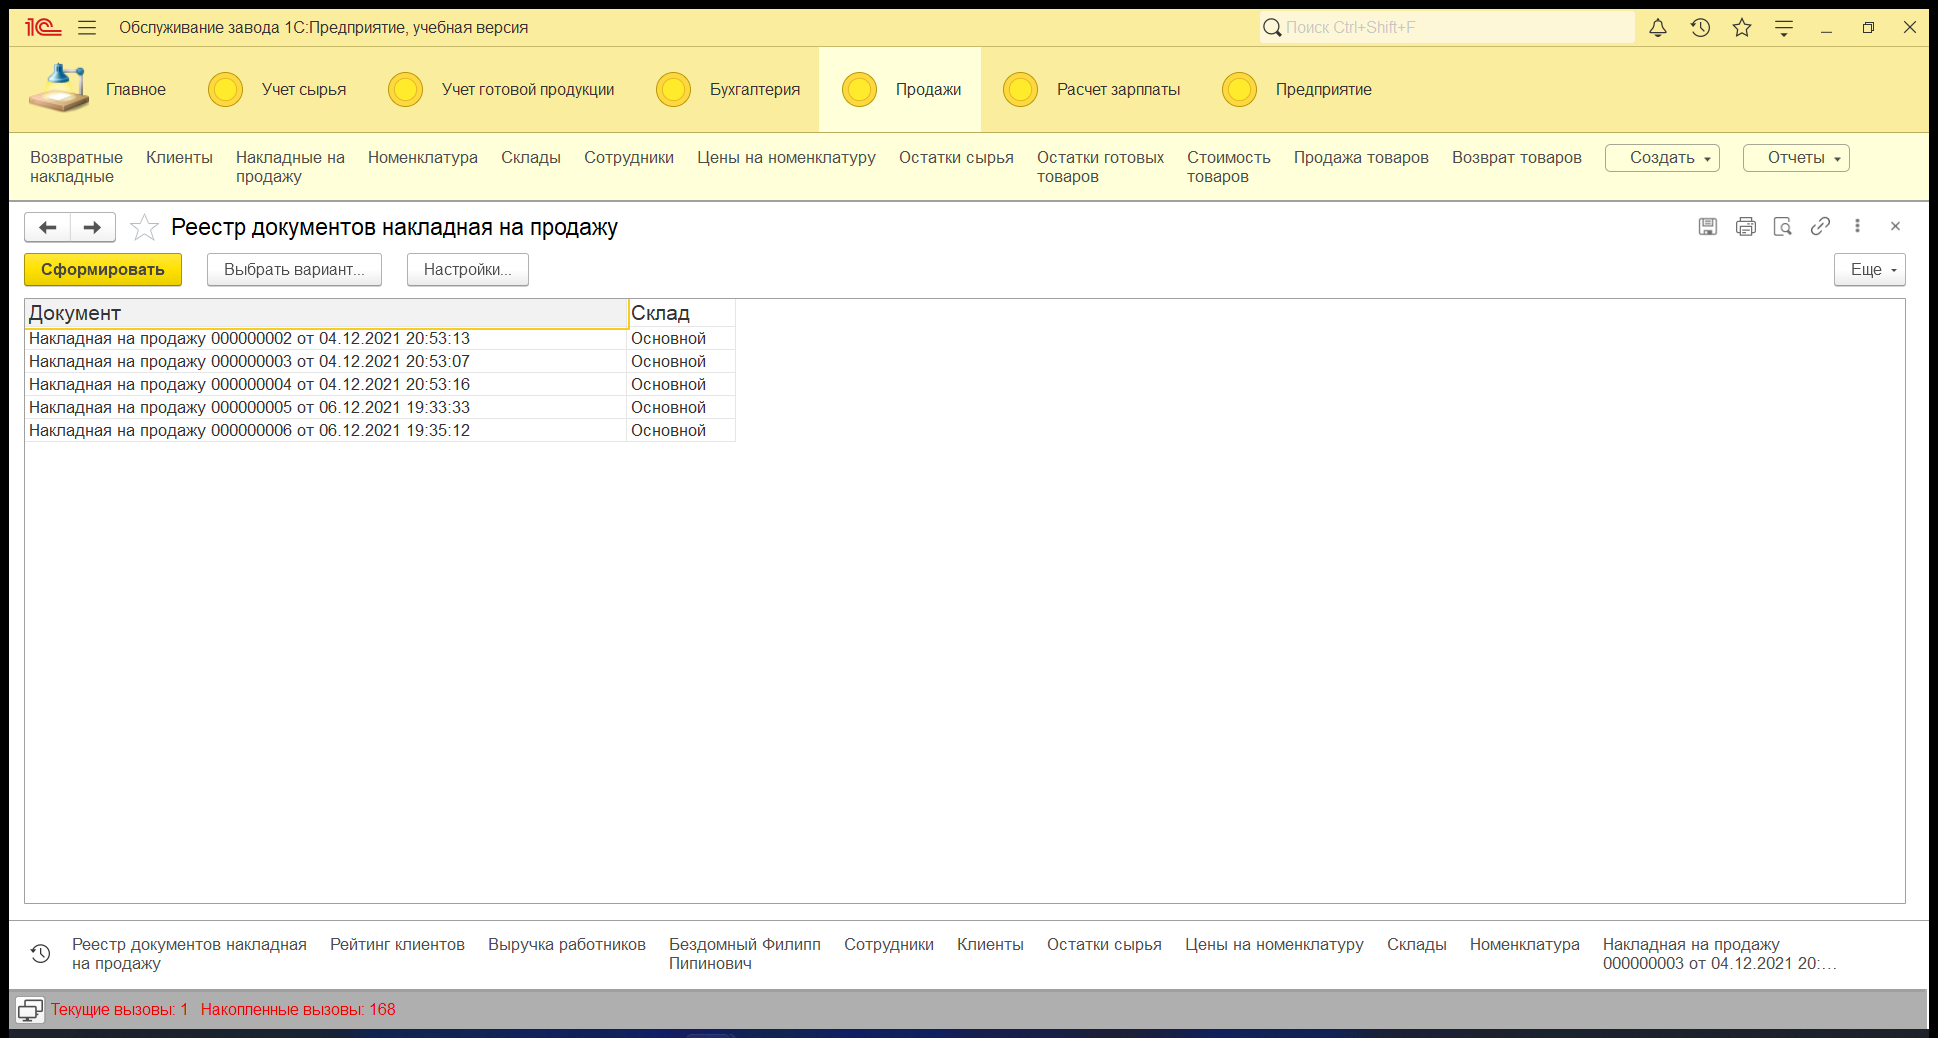 1С Обслуживание завода 1С:Предприятие, учебная версия Поиск Ctrl+Shift+F
Главное Учет сырья Учет готовой продукции Бухгалтерия Продажи Расчет зарплаты Предприятие
Возвратные накладные Клиенты Накладные на продажу Номенклатура Склады Сотрудники Цены на номенклатуру Остатки сырья Остатки готовых товаров Стоимость товаров Продажа товаров Возврат товаров Создать Отчеты
Реестр документов накладная на продажу
Сформировать Выбрать вариант... Настройки... Еще
Документ Склад
Накладная на продажу 000000002 от 04.12.2021 20:53:13 Основной
Накладная на продажу 000000003 от 04.12.2021 20:53:07 Основной
Накладная на продажу 000000004 от 04.12.2021 20:53:16 Основной
Накладная на продажу 000000005 от 06.12.2021 19:33:33 Основной
Накладная на продажу 000000006 от 06.12.2021 19:35:12 Основной
Реестр документов накладная на продажу Рейтинг клиентов Выручка работников Бездомный Филипп Пипинович Сотрудники Клиенты Остатки сырья Цены на номенклатуру Склады Номенклатура Накладная на продажу 000000003 от 04.12.2021 20:...
Текущие вызовы: 1 Накопленные вызовы: 168